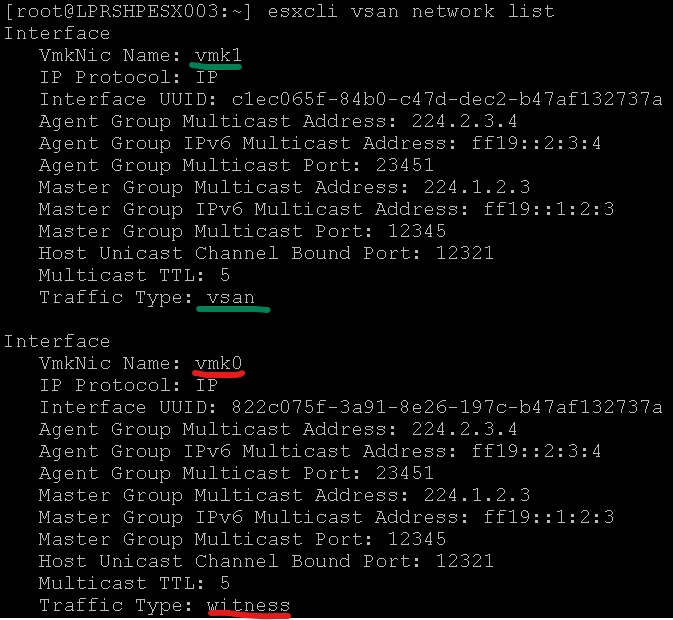 [root@LPRSHPESX003:~] esxcli vsan network list
Interface
VmkNic Name: vmk1
IP Protocol: IP
Interface UUID: c1ec065f-84b0-c47d-dec2-b47af132737a
Agent Group Multicast Address: 224.2.3.4
Agent Group IPv6 Multicast Address: ff19::2:3:4
Agent Group Multicast Port: 23451
Master Group Multicast Address: 224.1.2.3
Master Group IPv6 Multicast Address: ff19::1:2:3
Master Group Multicast Port: 12345
Host Unicast Channel Bound Port: 12321
Multicast TTL: 5
Traffic Type: vsan
Interface
VmkNic Name: vmk0
IP Protocol: IP
Interface UUID: 822c075f-3a91-8e26-197c-b47af132737a
Agent Group Multicast Address: 224.2.3.4
Agent Group IPv6 Multicast Address: ff19::2:3:4
Agent Group Multicast Port: 23451
Master Group Multicast Address: 224.1.2.3
Master Group IPv6 Multicast Address: ff19::1:2:3
Master Group Multicast Port: 12345
Host Unicast Channel Bound Port: 12321
Multicast TTL: 5
Traffic Type: witness